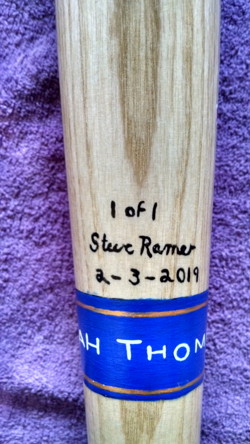 1 of 1
Steve Ramer
2-3-2019
AH THOM